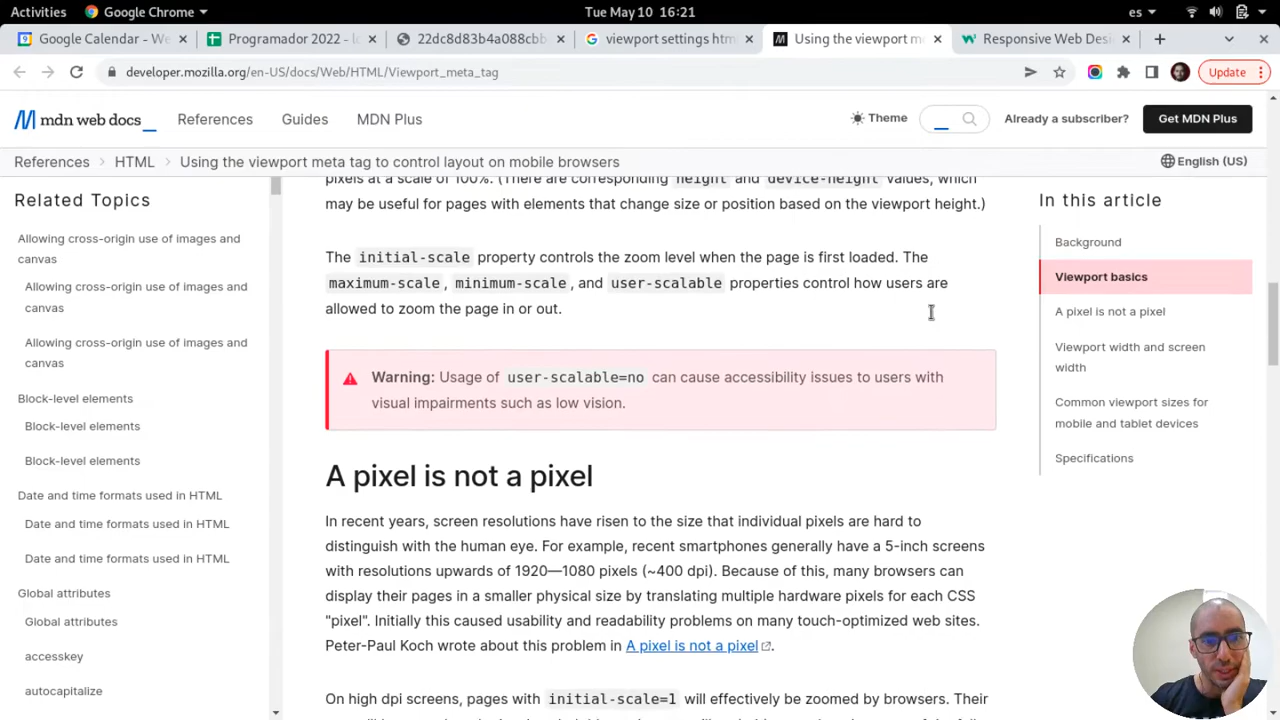 Activities Google Chrome Tue May 10 16:21 es
Google Calendar - We Programador 2022 - lo 22dc8d83b4a088cbb viewport settings htm Using the viewport m Responsive Web Desi
developer.mozilla.org/en-US/docs/Web/HTML/Viewport_meta_tag Update
mdn web docs_ References Guides MDN Plus Theme Already a subscriber? Get MDN Plus
References > HTML > Using the viewport meta tag to control layout on mobile browsers English (US)
Related Topics
Allowing cross-origin use of images and
canvas
Allowing cross-origin use of images and
canvas
Allowing cross-origin use of images and
canvas
Block-level elements
Block-level elements
Block-level elements
Date and time formats used in HTML
Date and time formats used in HTML
Date and time formats used in HTML
Global attributes
Global attributes
accesskey
autocapitalize
pixels at a scale of 100%. (There are corresponding height and device-height values, which
may be useful for pages with elements that change size or position based on the viewport height.)
The initial-scale property controls the zoom level when the page is first loaded. The
maximum-scale, minimum-scale, and user-scalable properties control how users are
allowed to zoom the page in or out.
Warning: Usage of user-scalable=no can cause accessibility issues to users with
visual impairments such as low vision.
A pixel is not a pixel
In recent years, screen resolutions have risen to the size that individual pixels are hard to
distinguish with the human eye. For example, recent smartphones generally have a 5-inch screens
with resolutions upwards of 1920—1080 pixels (~400 dpi). Because of this, many browsers can
display their pages in a smaller physical size by translating multiple hardware pixels for each CSS
"pixel". Initially this caused usability and readability problems on many touch-optimized web sites.
Peter-Paul Koch wrote about this problem in A pixel is not a pixel.
On high dpi screens, pages with initial-scale=1 will effectively be zoomed by browsers. Their
In this article
Background
Viewport basics
A pixel is not a pixel
Viewport width and screen
width
Common viewport sizes for
mobile and tablet devices
Specifications